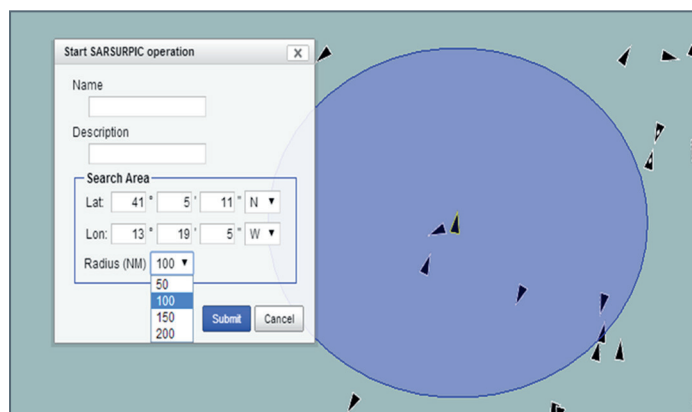 Start SARSURPIC operation X
Name
Description
Search Area
Lat: 41 ° 5 ' 11 " N ▼
Lon: 13 ° 19 ' 5 " W ▼
Radius (NM) 100 ▼
50
100
150
200
Submit Cancel